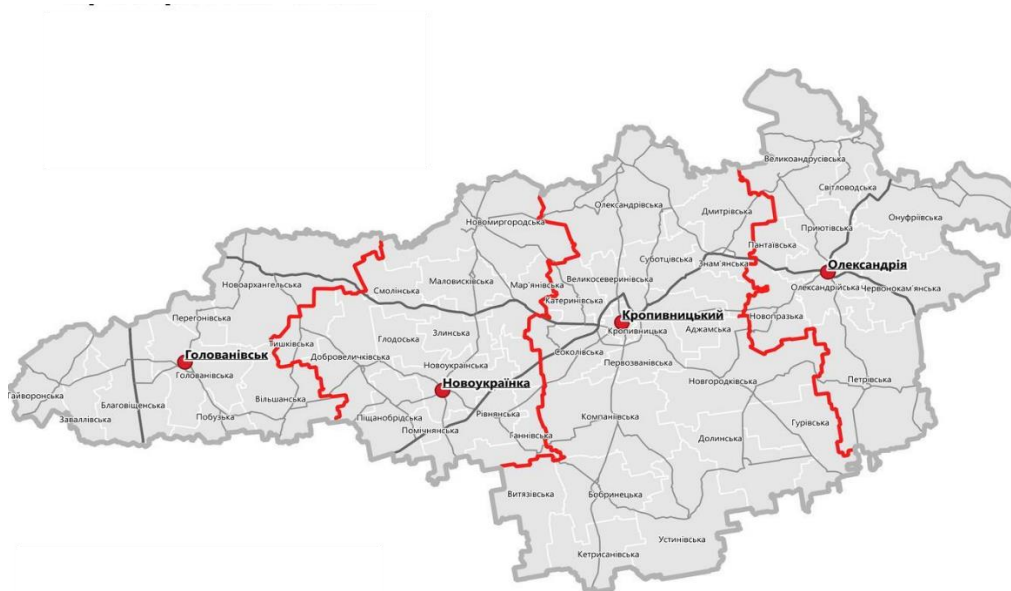 Великоандрусівська
Світловодська
Онуфріївська
Олександрівська
Дмитрівська
Приютівська
Новомиргородська
Пантаївська
Суботцівська
Знам'янська
Олександрія
Новоархангельська
Маловисківська
Мар'янівська
Великосеверинівська
Олександрійська
Червонокам'янська
Смолінська
Катеринівська
Перегонівська
Кропивницький
Новопразька
Злинська
Кропивницька
Аджамська
Глодоська
Тишківська
Голованівськ
Добровеличківська
Соколівська
Первозванівська
Новоукраїнська
Голованівська
Новоукраїнка
Новгородківська
Петрівська
Гайворонська
Благовіщенська
Вільшанська
Побузька
Піщанобрідська
Рівнянська
Компаніївська
Заваллівська
Помічнянська
Ганнівська
Гурівська
Долинська
Витязівська
Бобринецька
Устинівська
Кетрисанівська